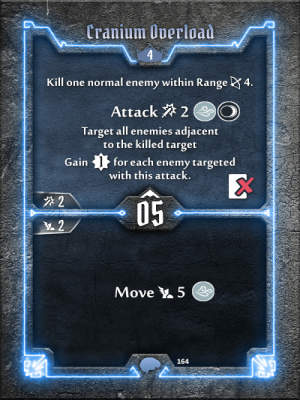 Cranium Overload
4
Kill one normal enemy within Range 4.
Attack 2
Target all enemies adjacent
to the killed target
Gain 1 for each enemy targeted
with this attack.
2
05
2
Move 5
164